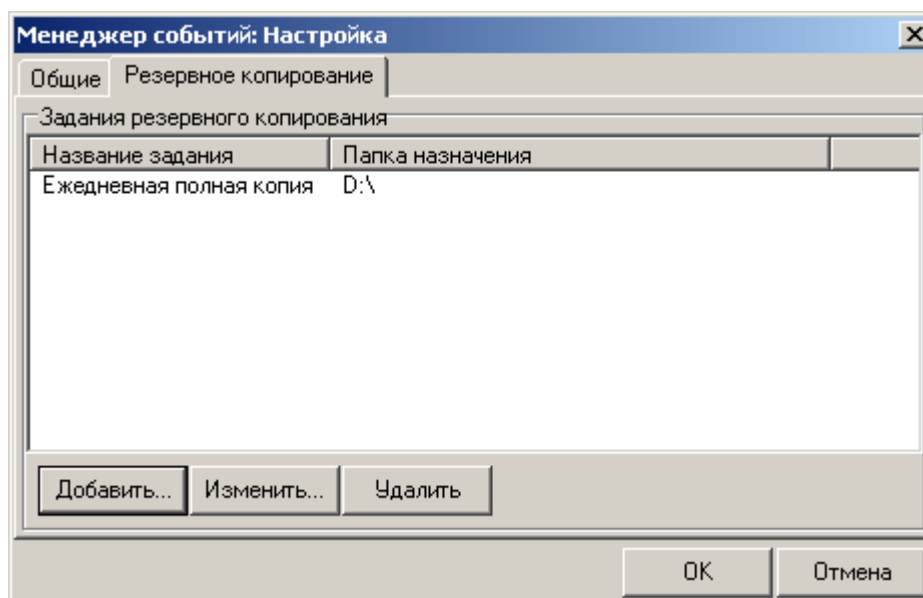 Менеджер событий: Настройка
Общие Резервное копирование
Задания резервного копирования
Название задания Папка назначения
Ежедневная полная копия D:\
Добавить... Изменить... Удалить
OK Отмена